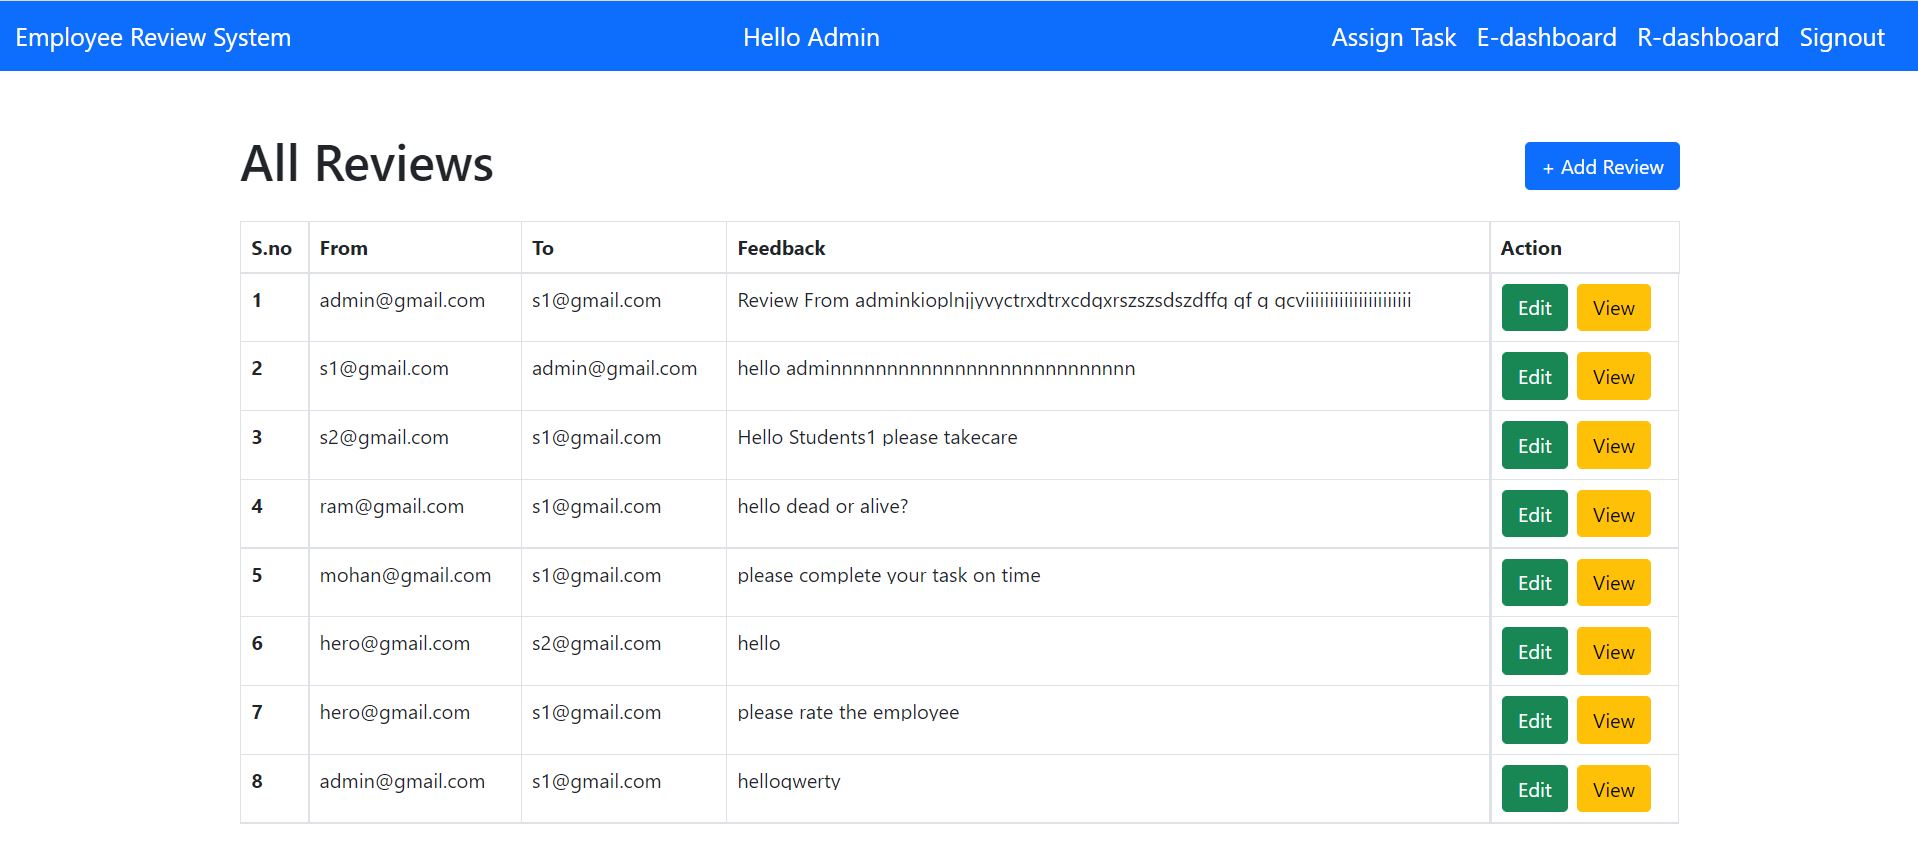 Employee Review System Hello Admin Assign Task E-dashboard R-dashboard Signout
All Reviews + Add Review
S.no From To Feedback Action
1 admin@gmail.com s1@gmail.com Review From Edit View
2 s1@gmail.com admin@gmail.com hello adminnnnnnnnnnnnnnnnnnnnnnnnnnnn Edit View
3 s2@gmail.com s1@gmail.com Hello Students1 please takecare Edit View
4 ram@gmail.com s1@gmail.com hello dead or alive? Edit View
5 mohan@gmail.com s1@gmail.com please complete your task on time Edit View
6 hero@gmail.com s2@gmail.com hello Edit View
7 hero@gmail.com s1@gmail.com please rate the employee Edit View
8 admin@gmail.com s1@gmail.com helloqwerty Edit View